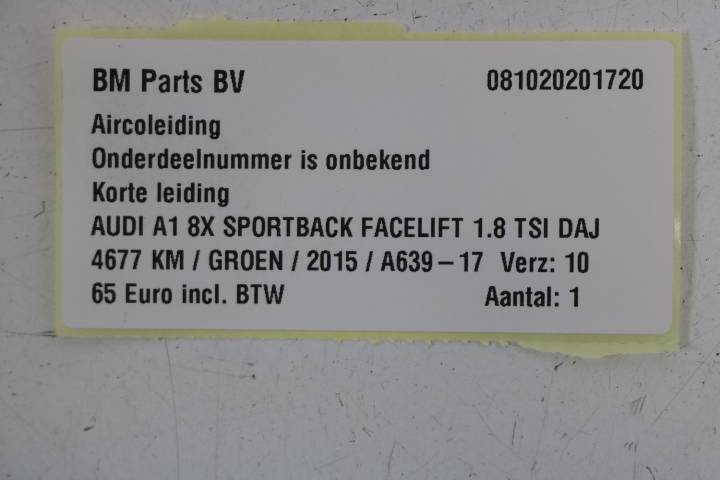 BM Parts BV 081020201720
Aircoleiding
Onderdeelnummer is onbekend
Korte leiding
AUDI A1 8X SPORTBACK FACELIFT 1.8 TSI DAJ
4677 KM / GROEN / 2015 / A639-17 Verz: 10
65 Euro incl. BTW Aantal: 1